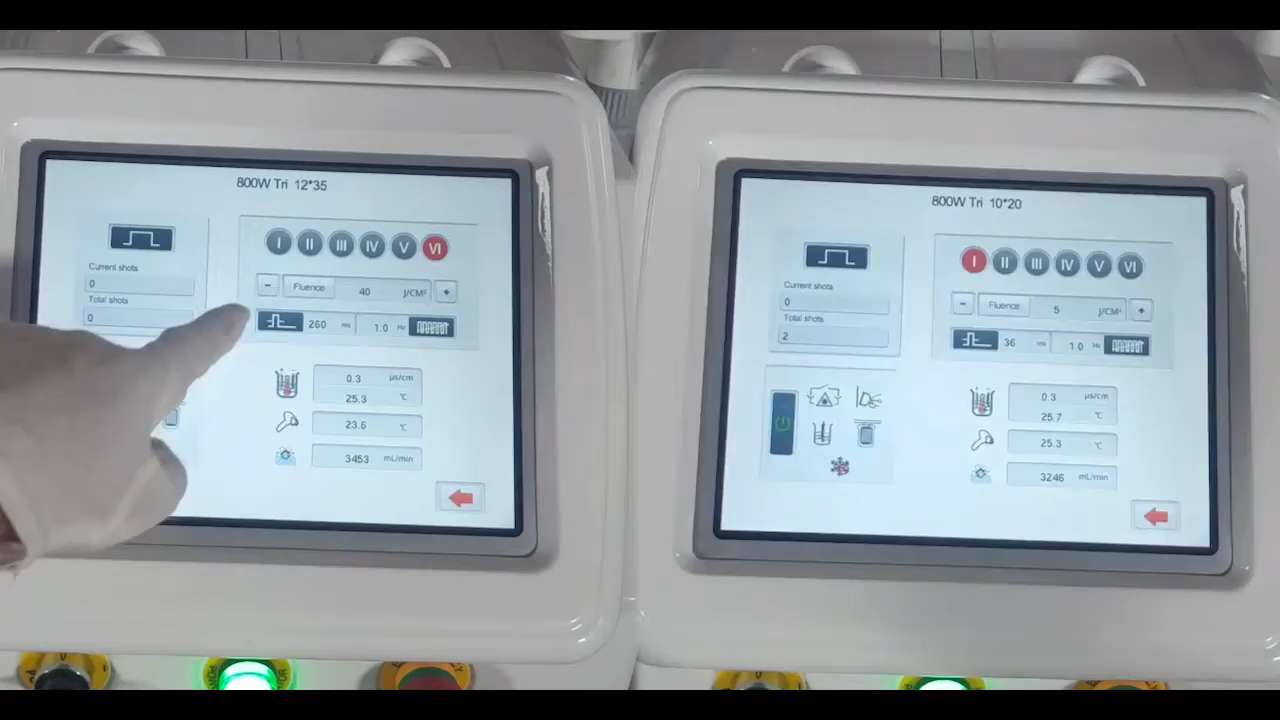 800W Tri 12*35
I II III IV V VI
Current shots
0
Total shots
0
- Fluence 40 J/CM² +
260 ms 1.0 Hz
0.3 µs/cm
25.3 ℃
23.6 ℃
3453 mL/min
800W Tri 10*20
I II III IV V VI
Current shots
0
Total shots
2
- Fluence 5 J/CM² +
36 ms 1.0 Hz
0.3 µs/cm
25.7 ℃
25.3 ℃
3246 mL/min